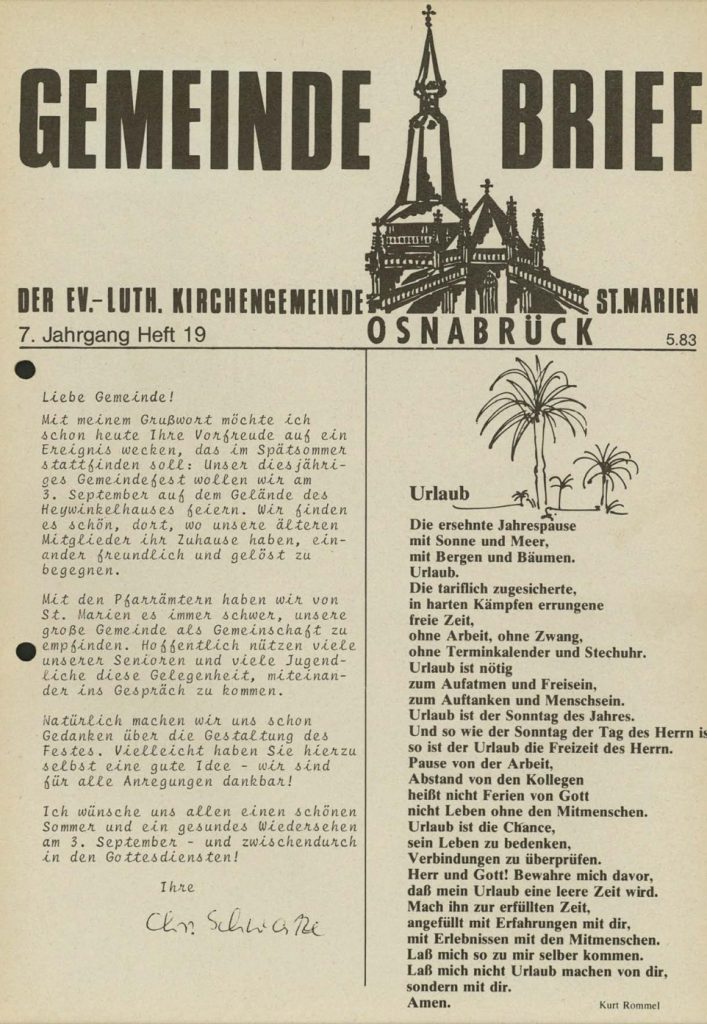 GEMEINDE BRIEF
DER EV.-LUTH. KIRCHENGEMEINDE ST.MARIEN
OSNABRÜCK
7. Jahrgang Heft 19
5.83
Liebe Gemeinde!
Mit meinem Grußwort möchte ich
schon heute Ihre Vorfreude auf ein
Ereignis wecken, das im Spätsommer
stattfinden soll: Unser diesjähri-
ges Gemeindefest wollen wir am
3. September auf dem Gelände des
Heywinkelhauses feiern. Wir finden
es schön, dort, wo unsere älteren
Mitglieder ihr Zuhause haben, ein-
ander freundlich und gelöst zu
begegnen.
Mit den Pfarrämtern haben wir von
St. Marien es immer schwer, unsere
große Gemeinde als Gemeinschaft zu
empfinden. Hoffentlich nützen viele
unserer Senioren und viele Jugend-
liche diese Gelegenheit, miteinan-
der ins Gespräch zu kommen.
Natürlich machen wir uns schon
Gedanken über die Gestaltung des
Festes. Vielleicht haben Sie hierzu
selbst eine gute Idee - wir sind
für alle Anregungen dankbar!
Ich wünsche uns allen einen schönen
Sommer und ein gesundes Wiedersehen
am 3. September - und zwischendurch
in den Gottesdiensten!
Ihre
Chr.
Urlaub
Die ersehnte Jahrespause
mit Sonne und Meer,
mit Bergen und Bäumen.
Urlaub.
Die tariflich zugesicherte,
in harten Kämpfen errungene
freie Zeit,
ohne Arbeit, ohne Zwang,
ohne Terminkalender und Stechuhr.
Urlaub ist nötig
zum Aufatmen und Freisein,
zum Auftanken und Menschsein.
Urlaub ist der Sonntag des Jahres.
Und so wie der Sonntag der Tag des Herrn is
so ist der Urlaub die Freizeit des Herrn.
Pause von der Arbeit,
Abstand von den Kollegen
heißt nicht Ferien von Gott
nicht Leben ohne den Mitmenschen.
Urlaub ist die Chance,
sein Leben zu bedenken,
Verbindungen zu überprüfen.
Herr und Gott! Bewahre mich davor,
daß mein Urlaub eine leere Zeit wird.
Mach ihn zur erfüllten Zeit,
angefüllt mit Erfahrungen mit dir,
mit Erlebnissen mit den Mitmenschen.
Laß mich so zu mir selber kommen.
Laß mich nicht Urlaub machen von dir,
sondern mit dir.
Amen.
Kurt Rommel